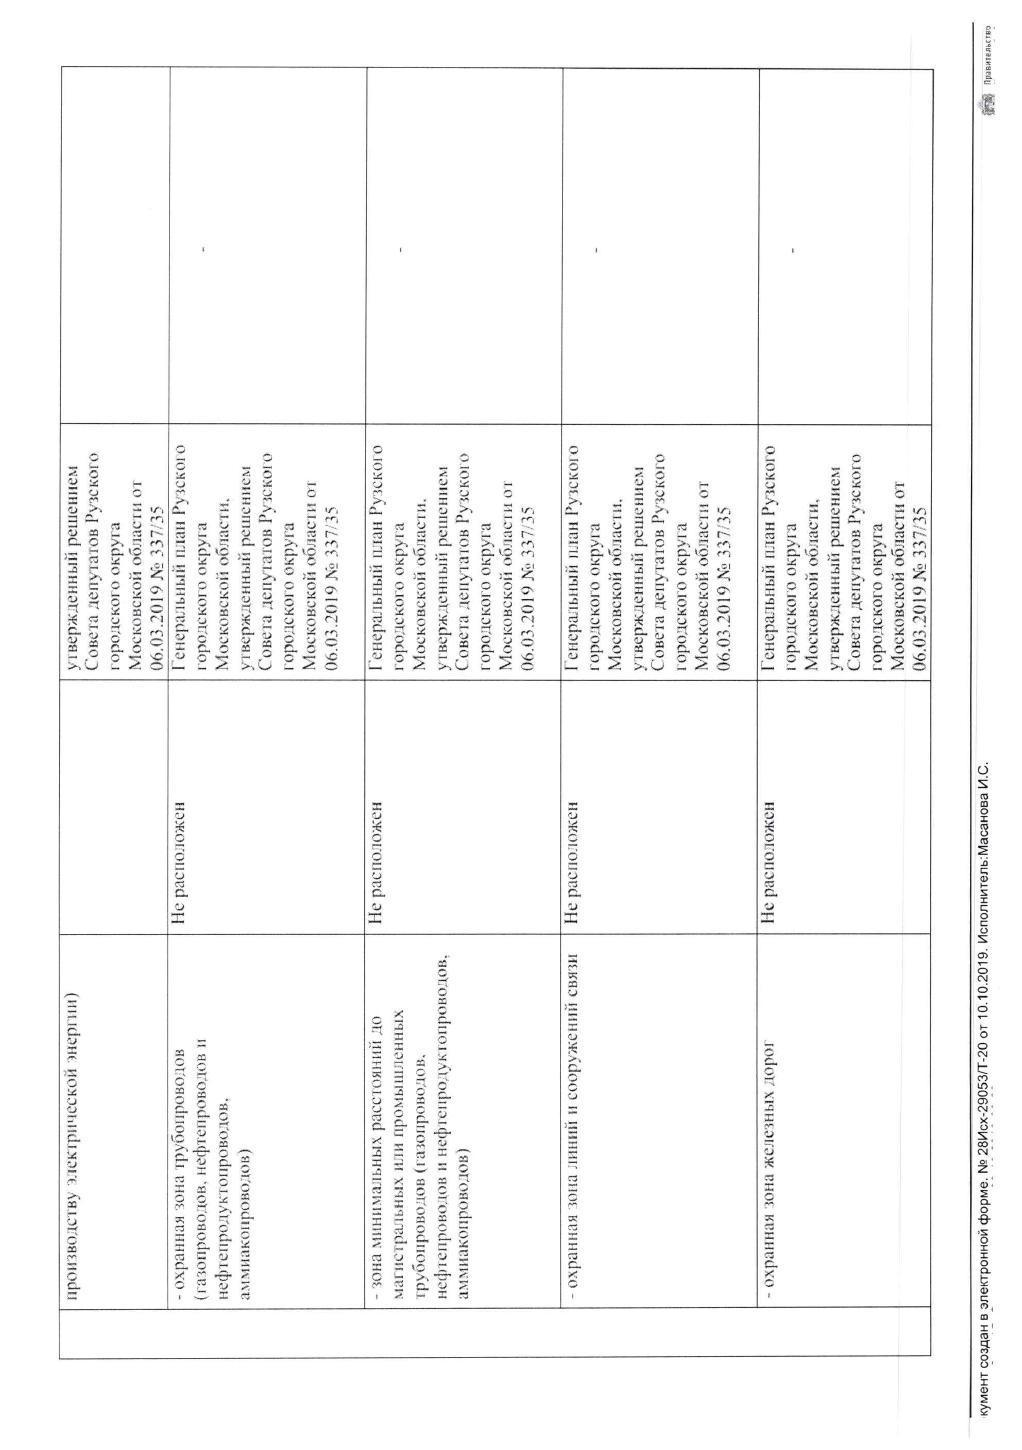 производству электрической энергии)
утвержденный решением
Совета депутатов Рузского
городского округа
Московской области от
06.03.2019 № 337/35
- охранная зона трубопроводов
(газопроводов, нефтепроводов и
нефтепродуктопроводов,
аммиакопроводов)
Не расположен
Генеральный план Рузского
городского округа
Московской области,
утвержденный решением
Совета депутатов Рузского
городского округа
Московской области от
06.03.2019 № 337/35
-
- зона минимальных расстояний до
магистральных или промышленных
трубопроводов (газопроводов,
нефтепроводов и нефтепродуктопроводов,
аммиакопроводов)
Не расположен
Генеральный план Рузского
городского округа
Московской области,
утвержденный решением
Совета депутатов Рузского
городского округа
Московской области от
06.03.2019 № 337/35
-
- охранная зона линий и сооружений связи
Не расположен
Генеральный план Рузского
городского округа
Московской области,
утвержденный решением
Совета депутатов Рузского
городского округа
Московской области от
06.03.2019 № 337/35
-
- охранная зона железных дорог
Не расположен
Генеральный план Рузского
городского округа
Московской области,
утвержденный решением
Совета депутатов Рузского
городского округа
Московской области от
06.03.2019 № 337/35
-
кумент создан в электронной форме. № 28Исх-29053/Т-20 от 10.10.2019. Исполнитель:Масанова И.С.
Правительство